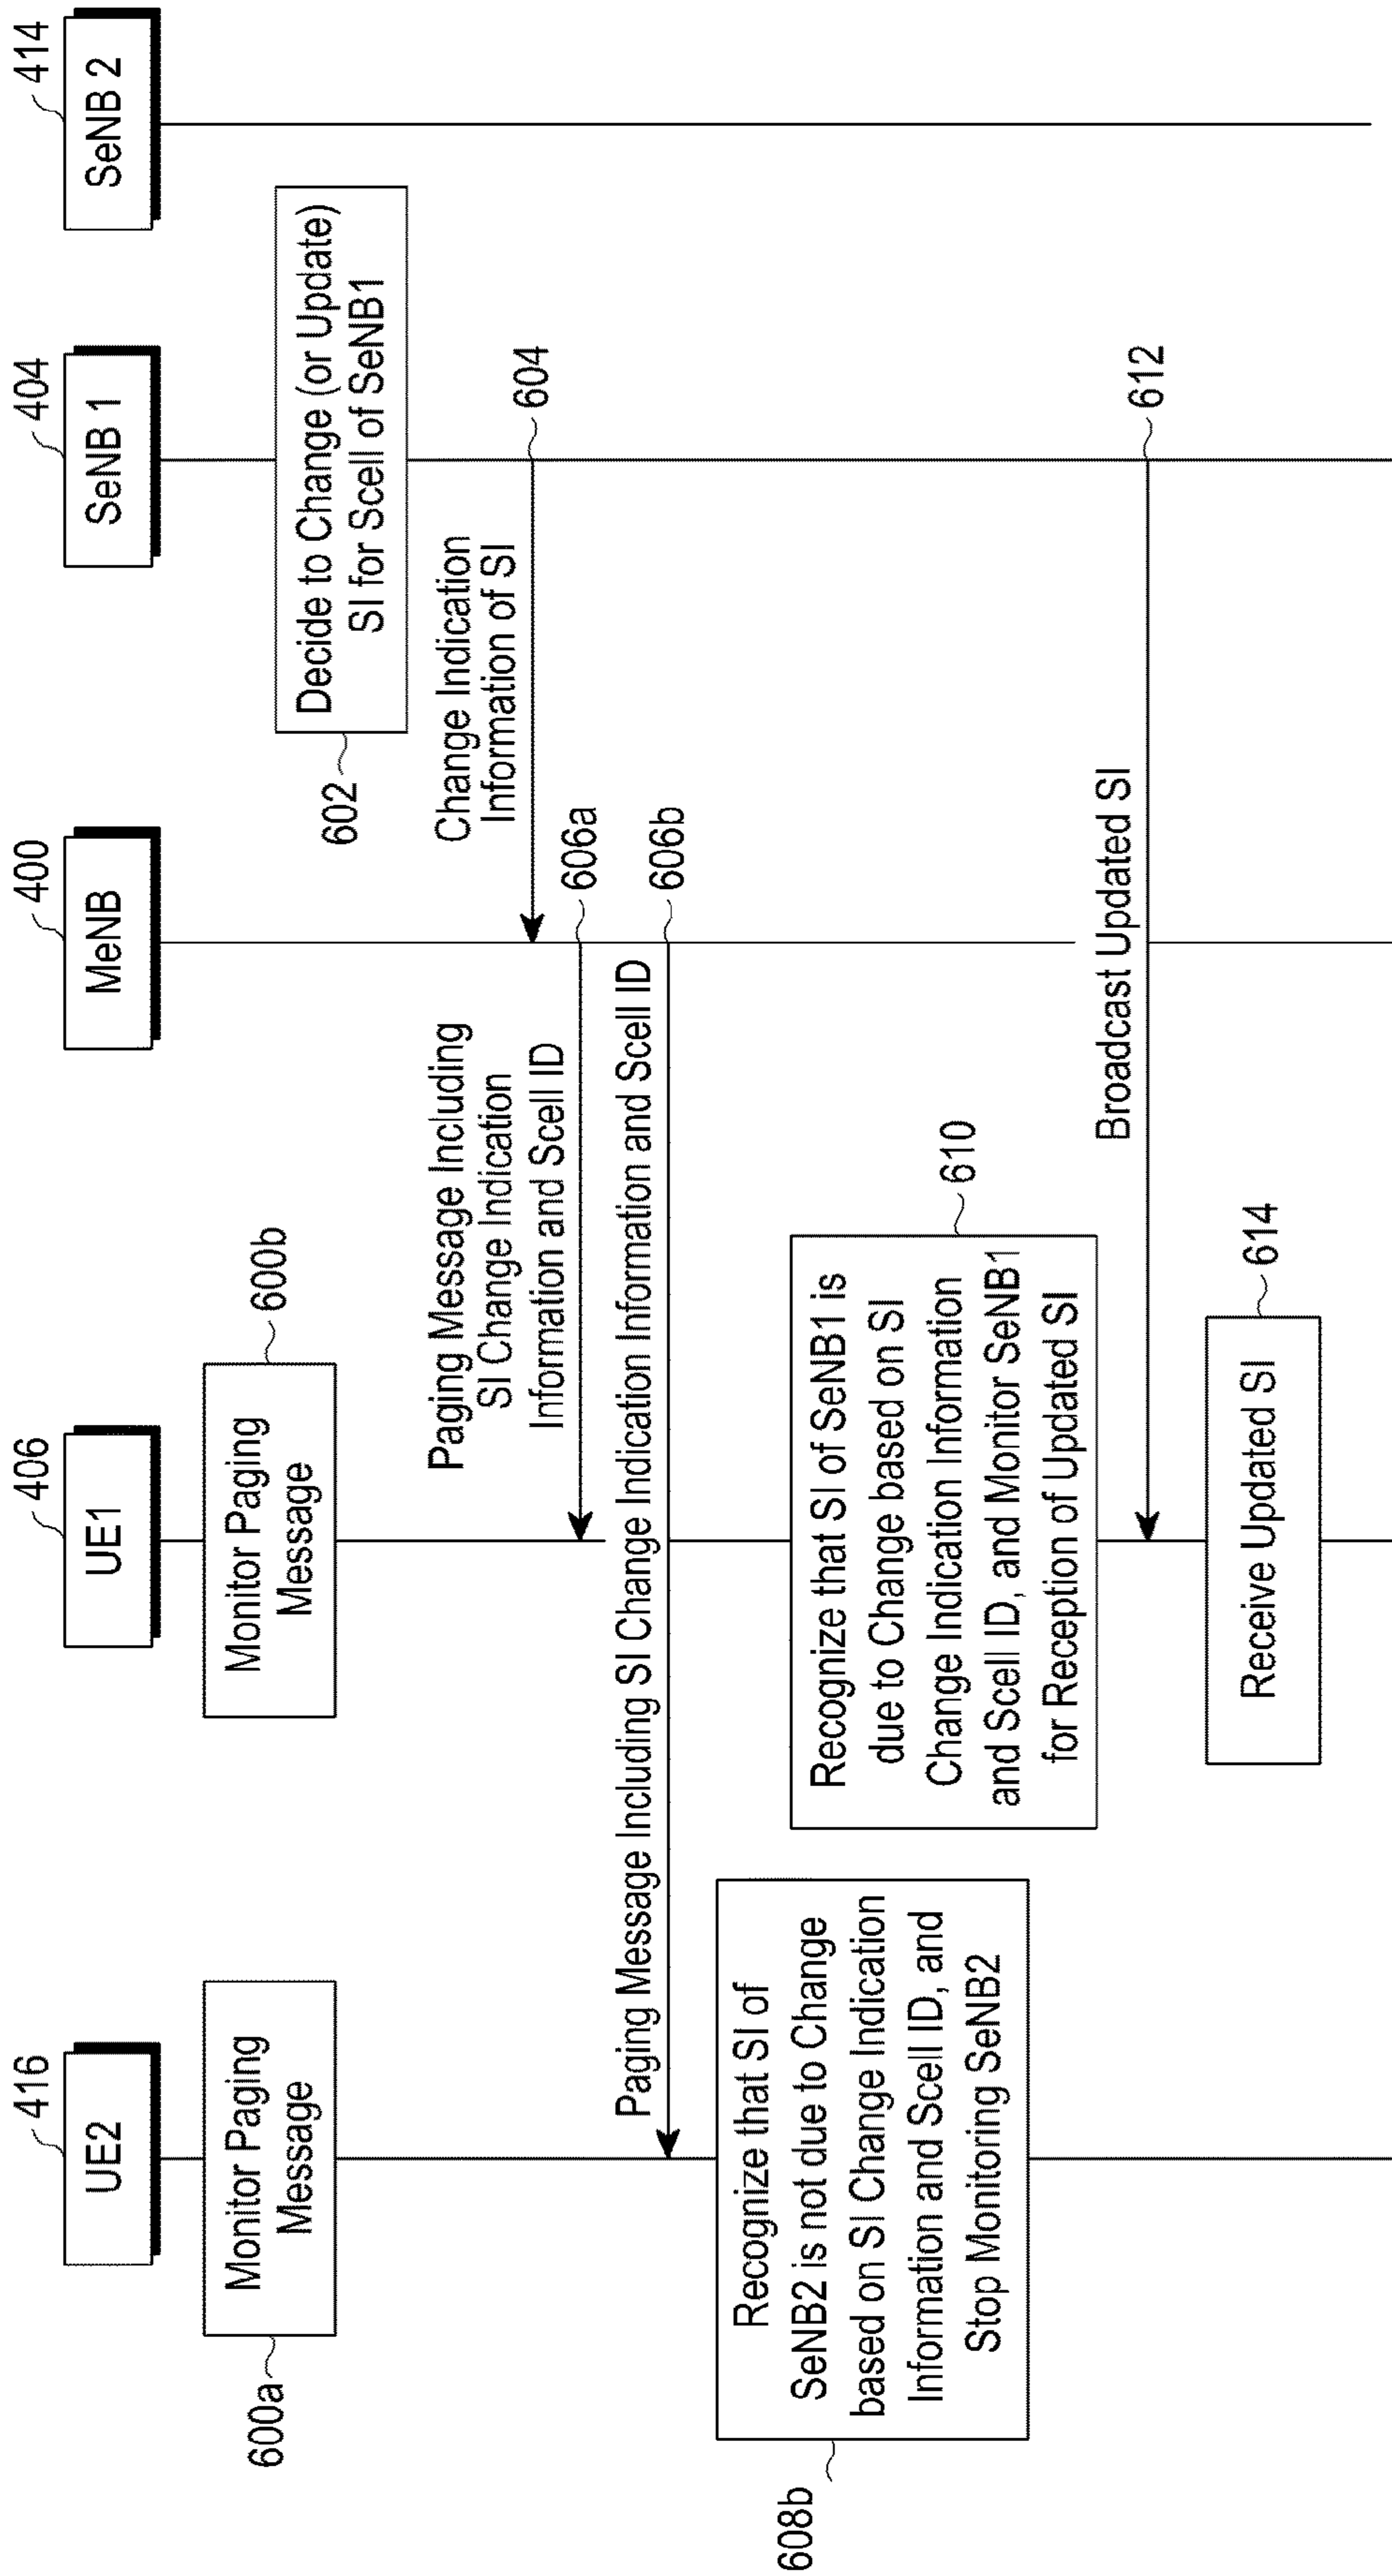 416
UE2
406
UE1
400
MeNB
404
SeNB 1
414
SeNB 2
Monitor Paging
Message
600a
Monitor Paging
Message
600b
Decide to Change (or Update)
SI for Scell of SeNB1
602
Change Indication
Information of SI
604
Paging Message Including
SI Change Indication
Information and Scell ID
606a
Paging Message Including SI Change Indication Information and Scell ID
606b
Recognize that SI of
SeNB2 is not due to Change
based on SI Change Indication
Information and Scell ID, and
Stop Monitoring SeNB2
608b
Recognize that SI of SeNB1 is
due to Change based on SI
Change Indication Information
and Scell ID, and Monitor SeNB1
for Reception of Updated SI
610
Broadcast Updated SI
612
Receive Updated SI
614